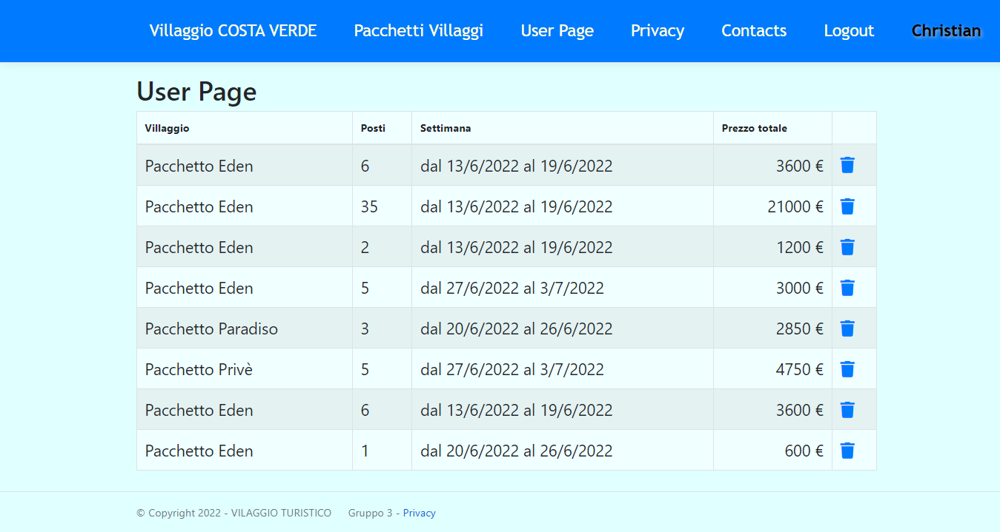 Villaggio COSTA VERDE Pacchetti Villaggi User Page Privacy Contacts Logout Christian
User Page
Villaggio Posti Settimana Prezzo totale
Pacchetto Eden 6 dal 13/6/2022 al 19/6/2022 3600 €
Pacchetto Eden 35 dal 13/6/2022 al 19/6/2022 21000 €
Pacchetto Eden 2 dal 13/6/2022 al 19/6/2022 1200 €
Pacchetto Eden 5 dal 27/6/2022 al 3/7/2022 3000 €
Pacchetto Paradiso 3 dal 20/6/2022 al 26/6/2022 2850 €
Pacchetto Privè 5 dal 27/6/2022 al 3/7/2022 4750 €
Pacchetto Eden 6 dal 13/6/2022 al 19/6/2022 3600 €
Pacchetto Eden 1 dal 20/6/2022 al 26/6/2022 600 €
© Copyright 2022 - VILAGGIO TURISTICO Gruppo 3 - Privacy